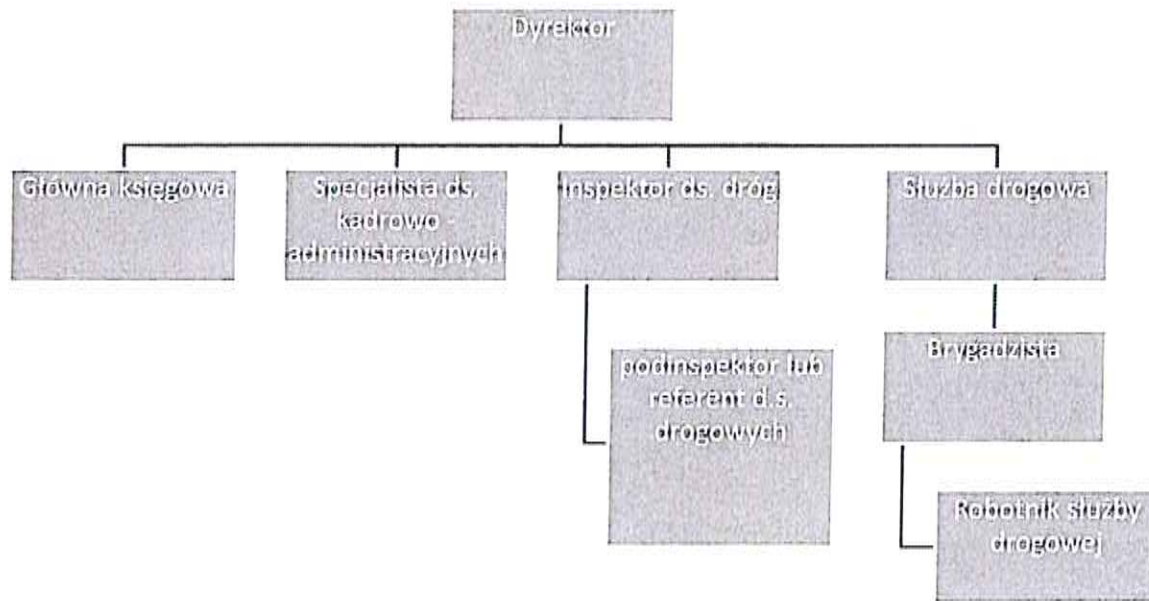 Dyrektor
Główna księgowa
Specjalista ds.
kadrowo -
administracyjnych
Inspektor ds. dróg
Służba drogowa
podinspektor lub
referent d.s.
drogowych
Brygadzista
Robotnik służby
drogowej